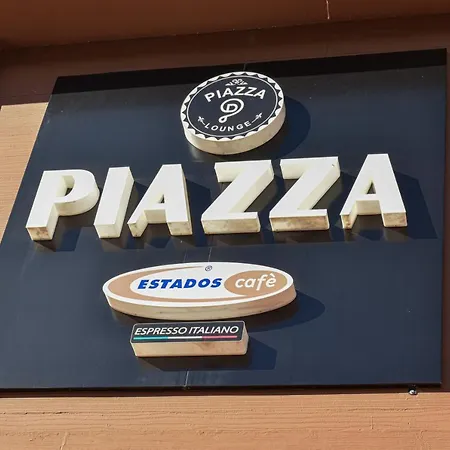 PIAZZA
LOUNGE
PIAZZA
ESTADOS cafè
ESPRESSO ITALIANO